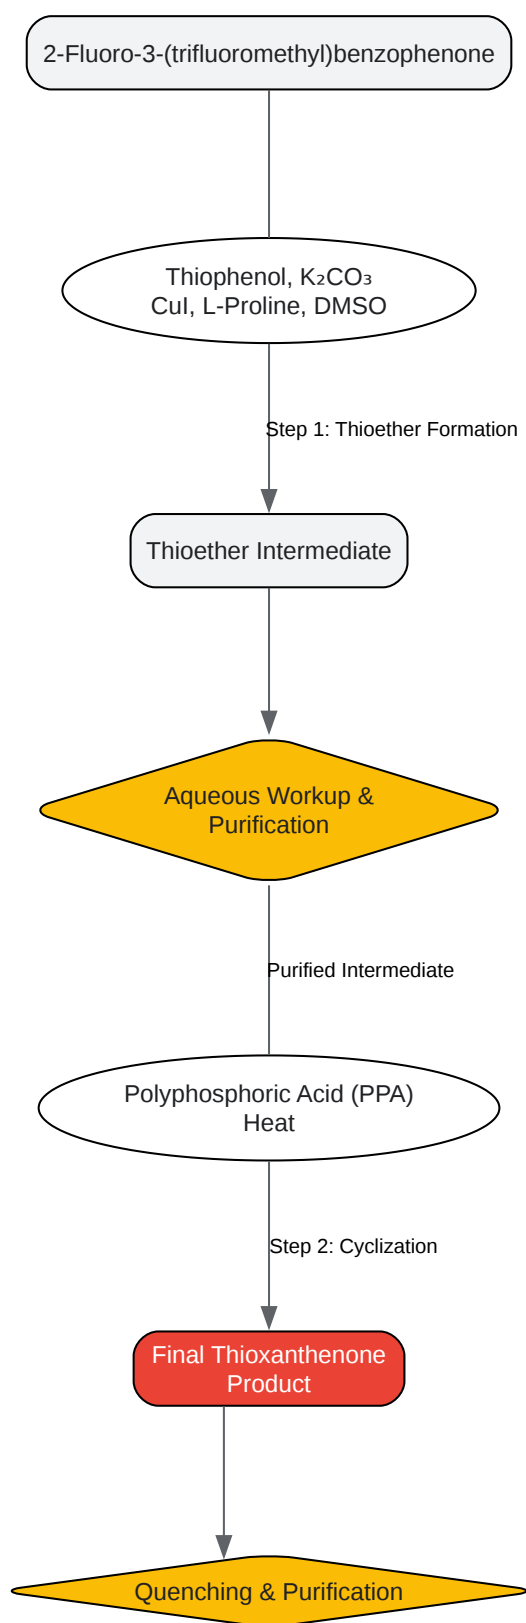 2-Fluoro-3-(trifluoromethyl)benzophenone
Thiophenol, K₂CO₃
CuI, L-Proline, DMSO
Step 1: Thioether Formation
Thioether Intermediate
Aqueous Workup &
Purification
Purified Intermediate
Polyphosphoric Acid (PPA)
Heat
Step 2: Cyclization
Final Thioxanthenone
Product
Quenching & Purification